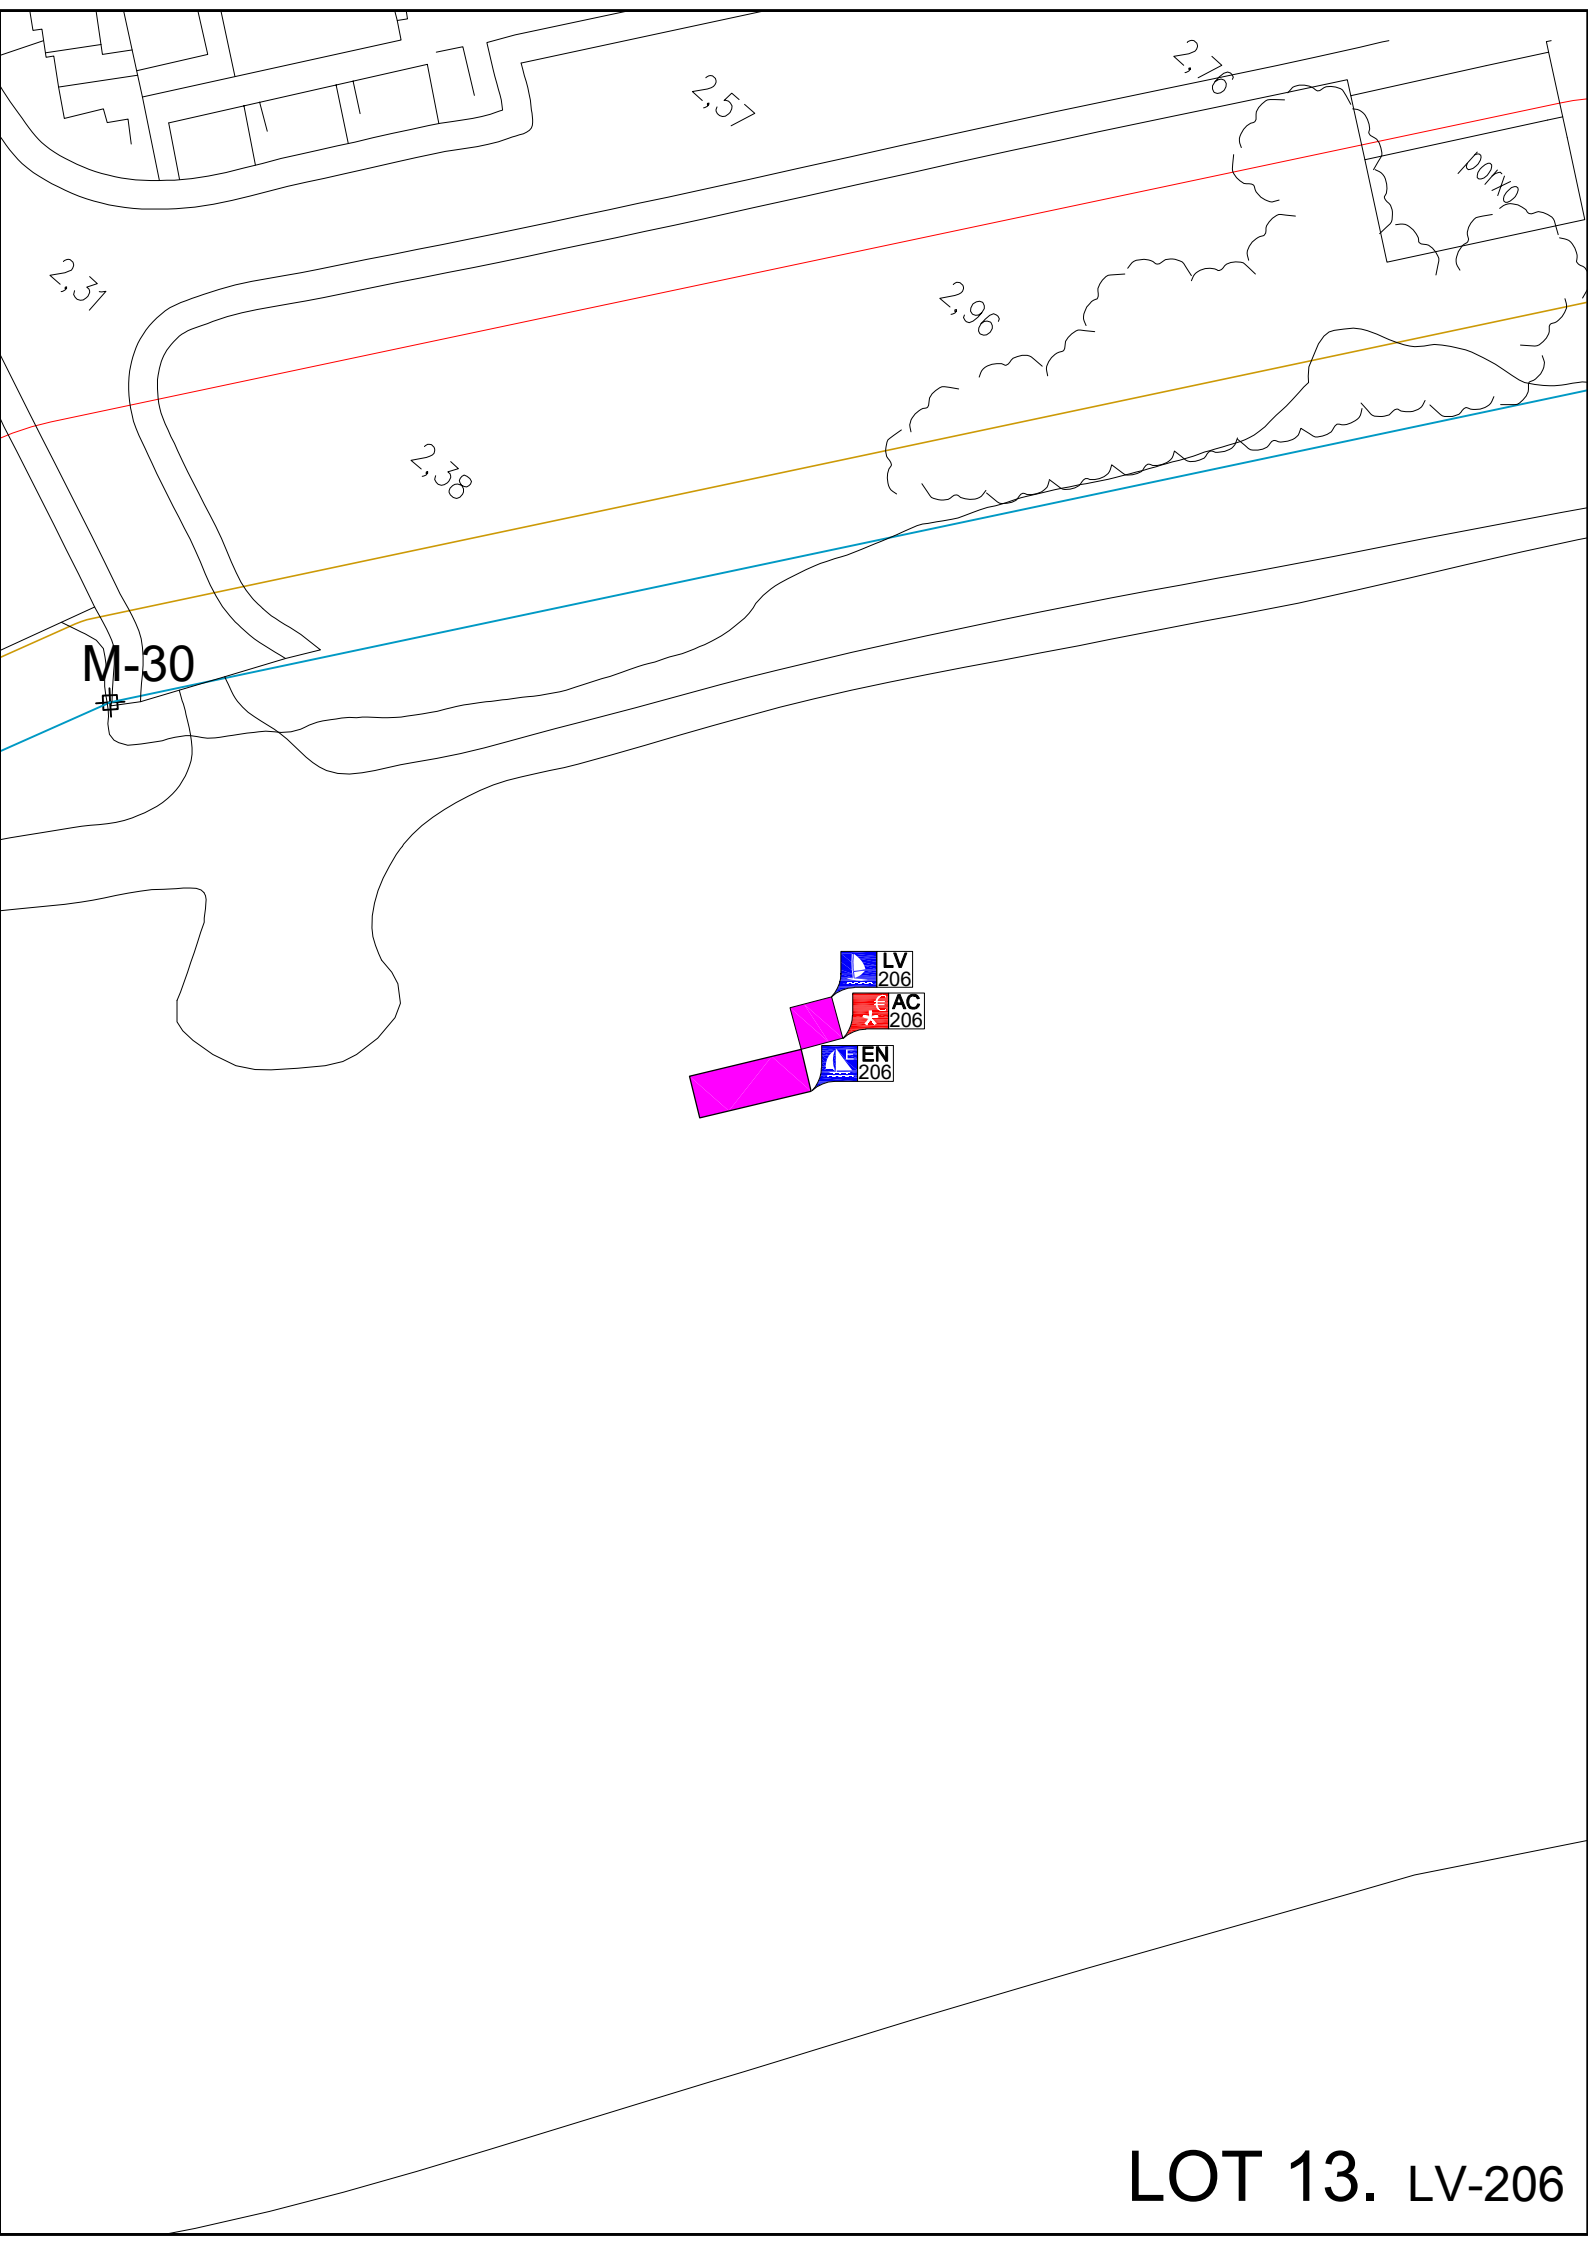 2,76
2,57
porxo
2,31
2,96
2,38
M-30
LV
206
€ AC
* 206
E EN
206
LOT 13. LV-206